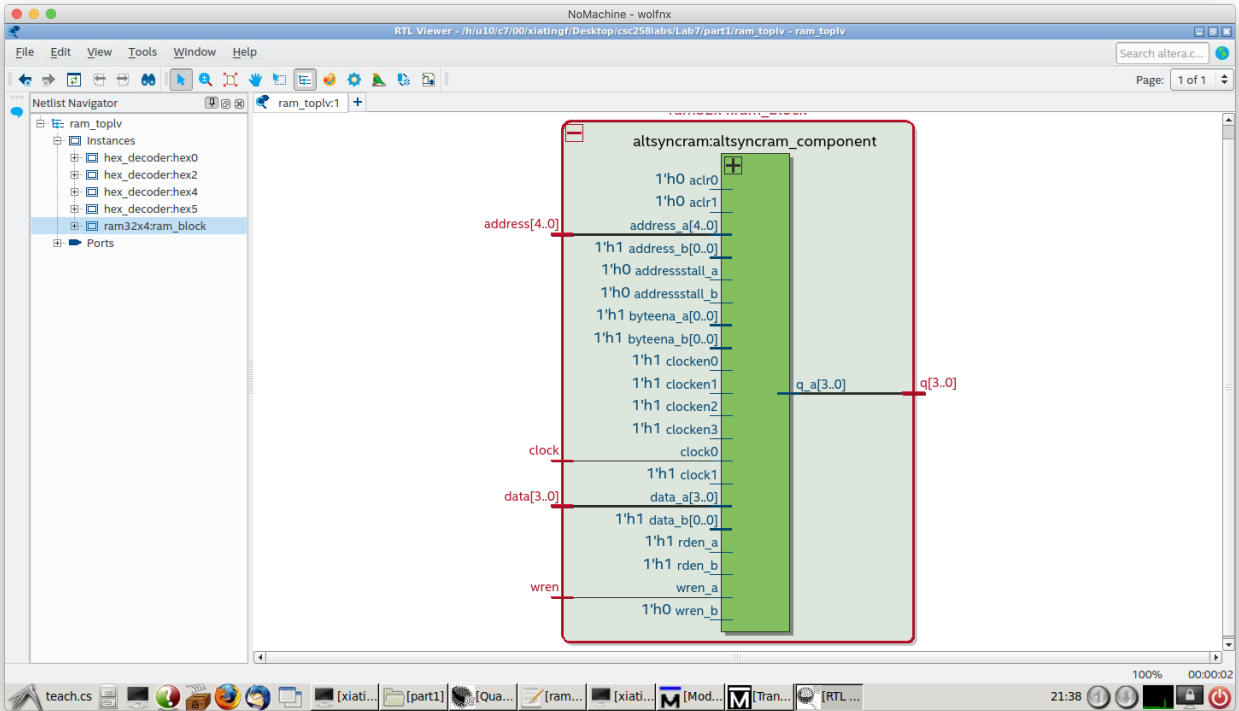 NoMachine - wolfnx
RTL Viewer - /h/u10/c7/00/xiatingf/Desktop/csc258labs/Lab7/part1/ram_toplv - ram_toplv
File Edit View Tools Window Help
Search altera.c...
Page: 1 of 1
Netlist Navigator
ram_toplv:1
ram_toplv
Instances
hex_decoder:hex0
hex_decoder:hex2
hex_decoder:hex4
hex_decoder:hex5
ram32x4:ram_block
Ports
altsyncram:altsyncram_component
1'h0 aclr0
1'h0 aclr1
address[4..0] address_a[4..0]
1'h1 address_b[0..0]
1'h0 addressstall_a
1'h0 addressstall_b
1'h1 byteena_a[0..0]
1'h1 byteena_b[0..0]
1'h1 clocken0
1'h1 clocken1
q_a[3..0] q[3..0]
1'h1 clocken2
1'h1 clocken3
clock clock0
1'h1 clock1
data[3..0] data_a[3..0]
1'h1 data_b[0..0]
1'h1 rden_a
1'h1 rden_b
wren wren_a
1'h0 wren_b
100% 00:00:02
teach.cs [xiati... [part1] [Qua... [ram... [xiati... [Mod... [Tran... [RTL ... 21:38